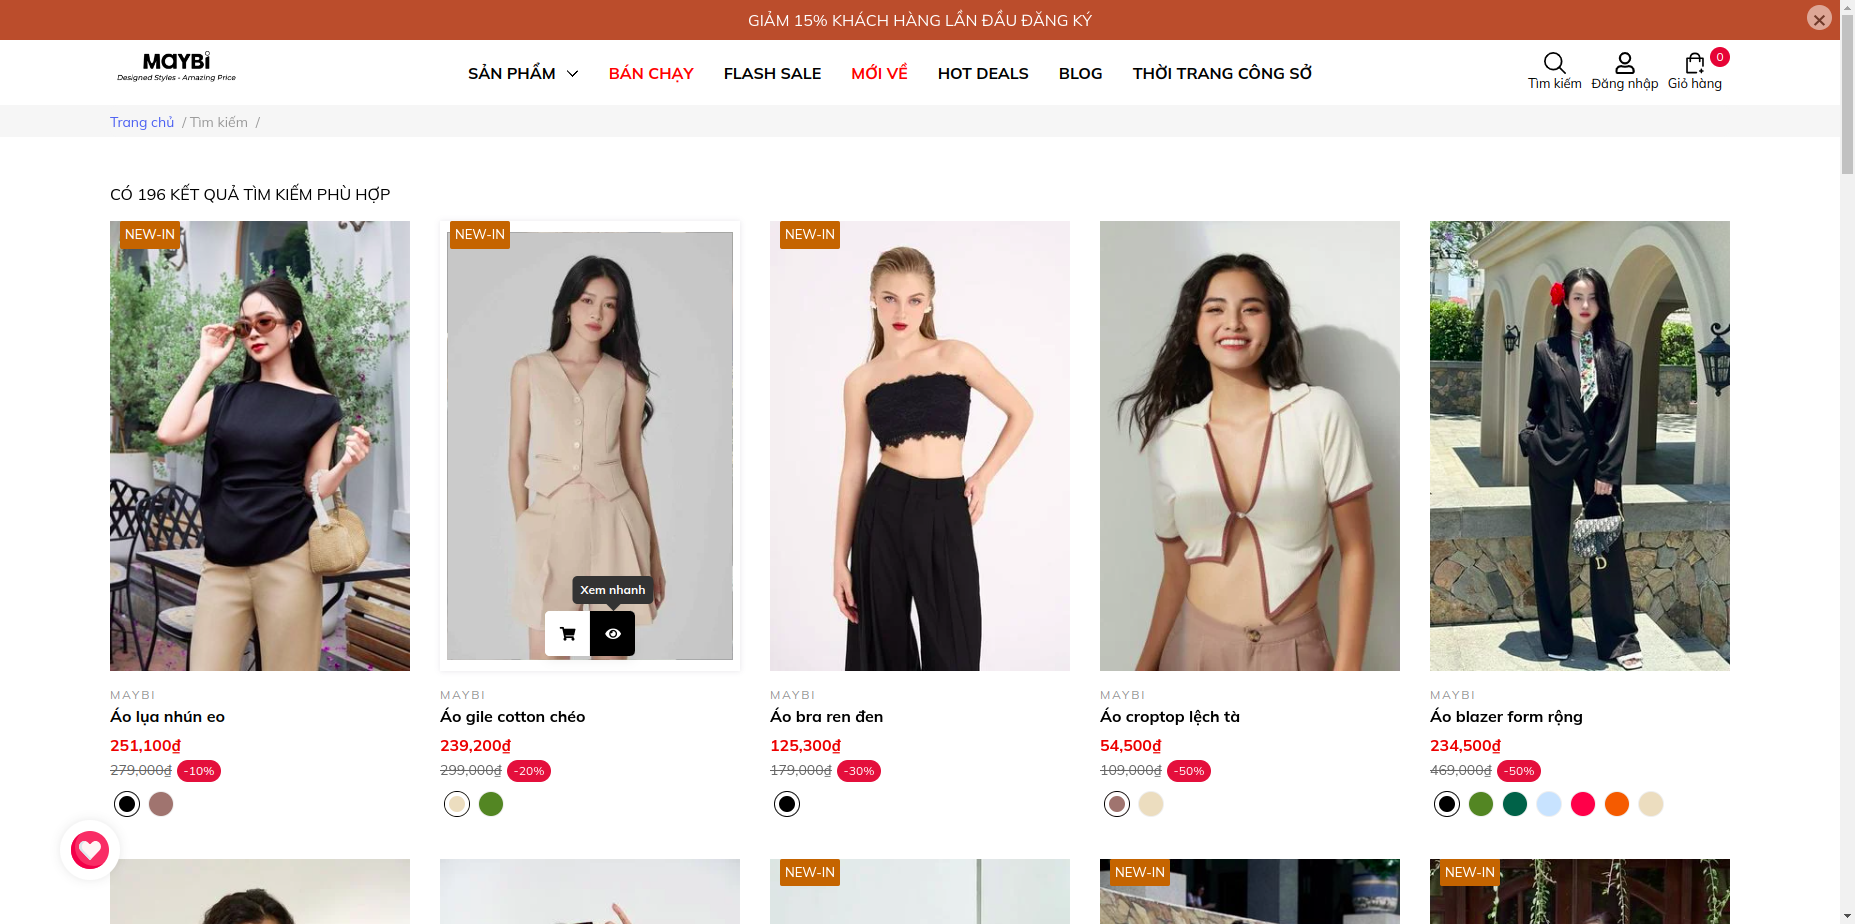 GIẢM 15% KHÁCH HÀNG LẦN ĐẦU ĐĂNG KÝ
MAYBI
Designed Styles - Amazing Price
SẢN PHẨM
BÁN CHẠY
FLASH SALE
MỚI VỀ
HOT DEALS
BLOG
THỜI TRANG CÔNG SỞ
Tìm kiếm
Đăng nhập
Giỏ hàng
0
Trang chủ / Tìm kiếm /
CÓ 196 KẾT QUẢ TÌM KIẾM PHÙ HỢP
NEW-IN
MAYBI
Áo lụa nhún eo
251,100₫
279,000₫ -10%
NEW-IN
Xem nhanh
MAYBI
Áo gile cotton chéo
239,200₫
299,000₫ -20%
NEW-IN
MAYBI
Áo bra ren đen
125,300₫
179,000₫ -30%
MAYBI
Áo croptop lệch tà
54,500₫
109,000₫ -50%
D
MAYBI
Áo blazer form rộng
234,500₫
469,000₫ -50%
NEW-IN
NEW-IN
NEW-IN